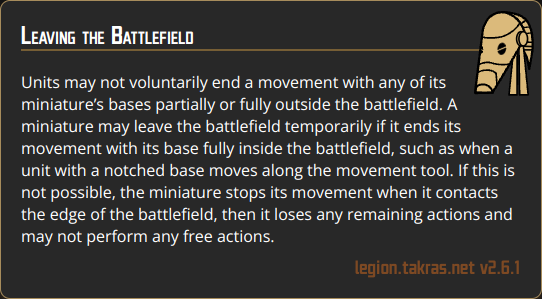 Leaving the Battlefield
Units may not voluntarily end a movement with any of its
miniature's bases partially or fully outside the battlefield. A
miniature may leave the battlefield temporarily if it ends its
movement with its base fully inside the battlefield, such as when a
unit with a notched base moves along the movement tool. If this is
not possible, the miniature stops its movement when it contacts
the edge of the battlefield, then it loses any remaining actions and
may not perform any free actions.
legion.takras.net v2.6.1